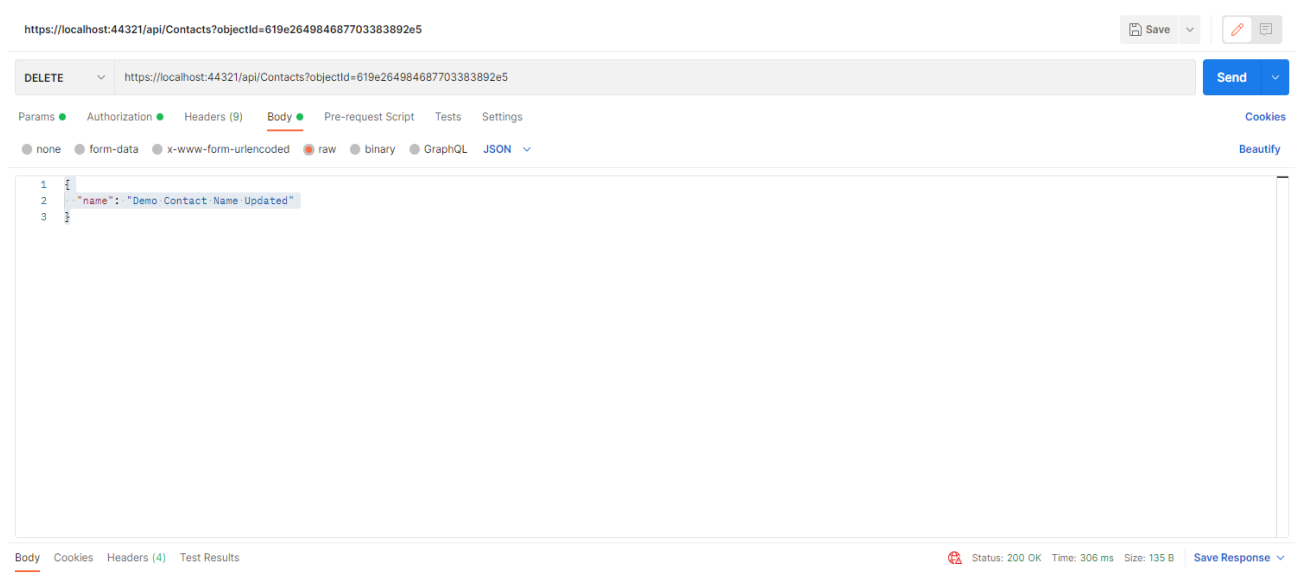 https://localhost:44321/api/Contacts?objectId=619e264984687703383892e5 Save
DELETE https://localhost:44321/api/Contacts?objectId=619e264984687703383892e5 Send
Params Authorization Headers (9) Body Pre-request Script Tests Settings Cookies
none form-data x-www-form-urlencoded raw binary GraphQL JSON Beautify
1 {
2 "name": "Demo Contact Name Updated"
3 }
Body Cookies Headers (4) Test Results Status: 200 OK Time: 306 ms Size: 135 B Save Response